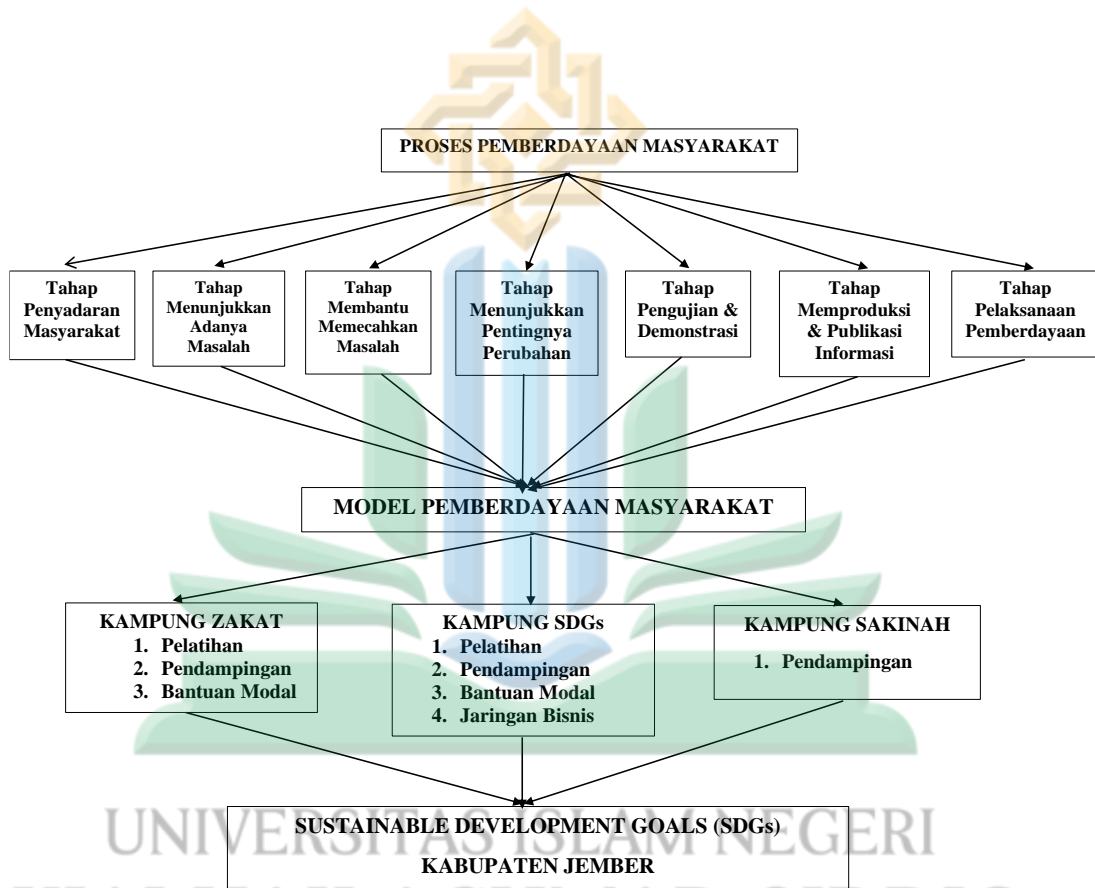 PROSES PEMBERDAYAAN MASYARAKAT
Tahap
Penyadaran
Masyarakat
Tahap
Menunjukkan
Adanya
Masalah
Tahap
Membantu
Memecahkan
Masalah
Tahap
Menunjukkan
Pentingnya
Perubahan
Tahap
Pengujian &
Demonstrasi
Tahap
Memproduksi
& Publikasi
Informasi
Tahap
Pelaksanaan
Pemberdayaan
MODEL PEMBERDAYAAN MASYARAKAT
KAMPUNG ZAKAT
1. Pelatihan
2. Pendampingan
3. Bantuan Modal
KAMPUNG SDGs
1. Pelatihan
2. Pendampingan
3. Bantuan Modal
4. Jaringan Bisnis
KAMPUNG SAKINAH
1. Pendampingan
SUSTAINABLE DEVELOPMENT GOALS (SDGs)
UNIVERSITAS ISLAM NEGERI
KABUPATEN JEMBER